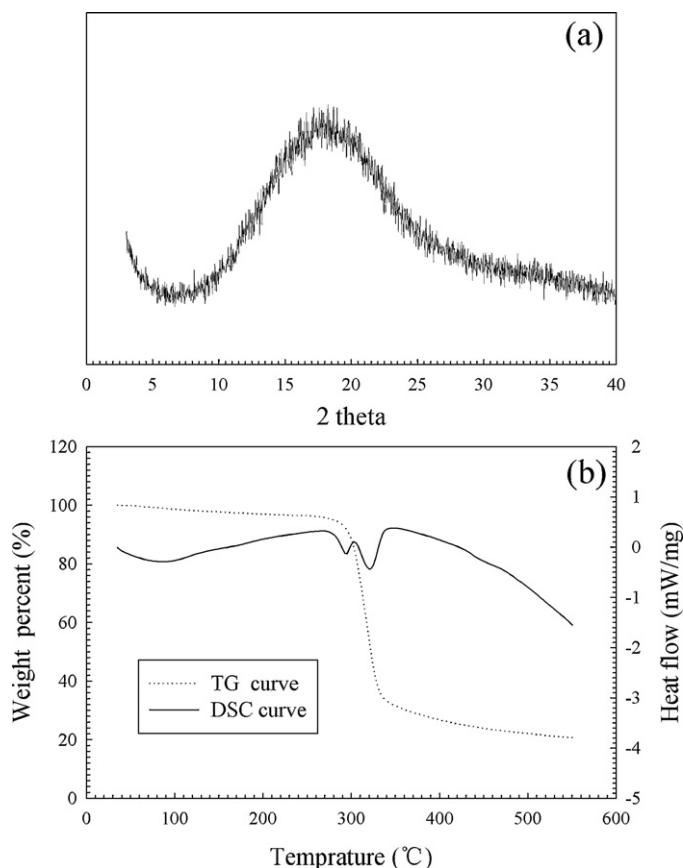 (a)
0 5 10 15 20 25 30 35 40
2 theta
(b)
120 2
100 1
80 0
60 -1
40 -2
20 -3
0 -4
-5
Weight percent (%)
Heat flow (mW/mg)
TG curve
DSC curve
0 100 200 300 400 500 600
Temprature (℃)